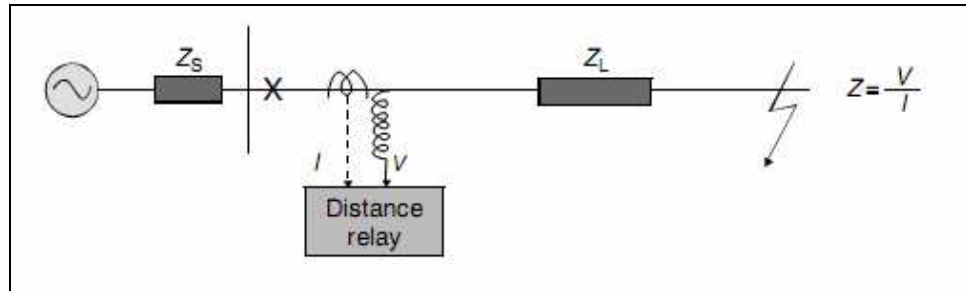 Z_S
Z_L
Z = V / I
I
V
Distance
relay